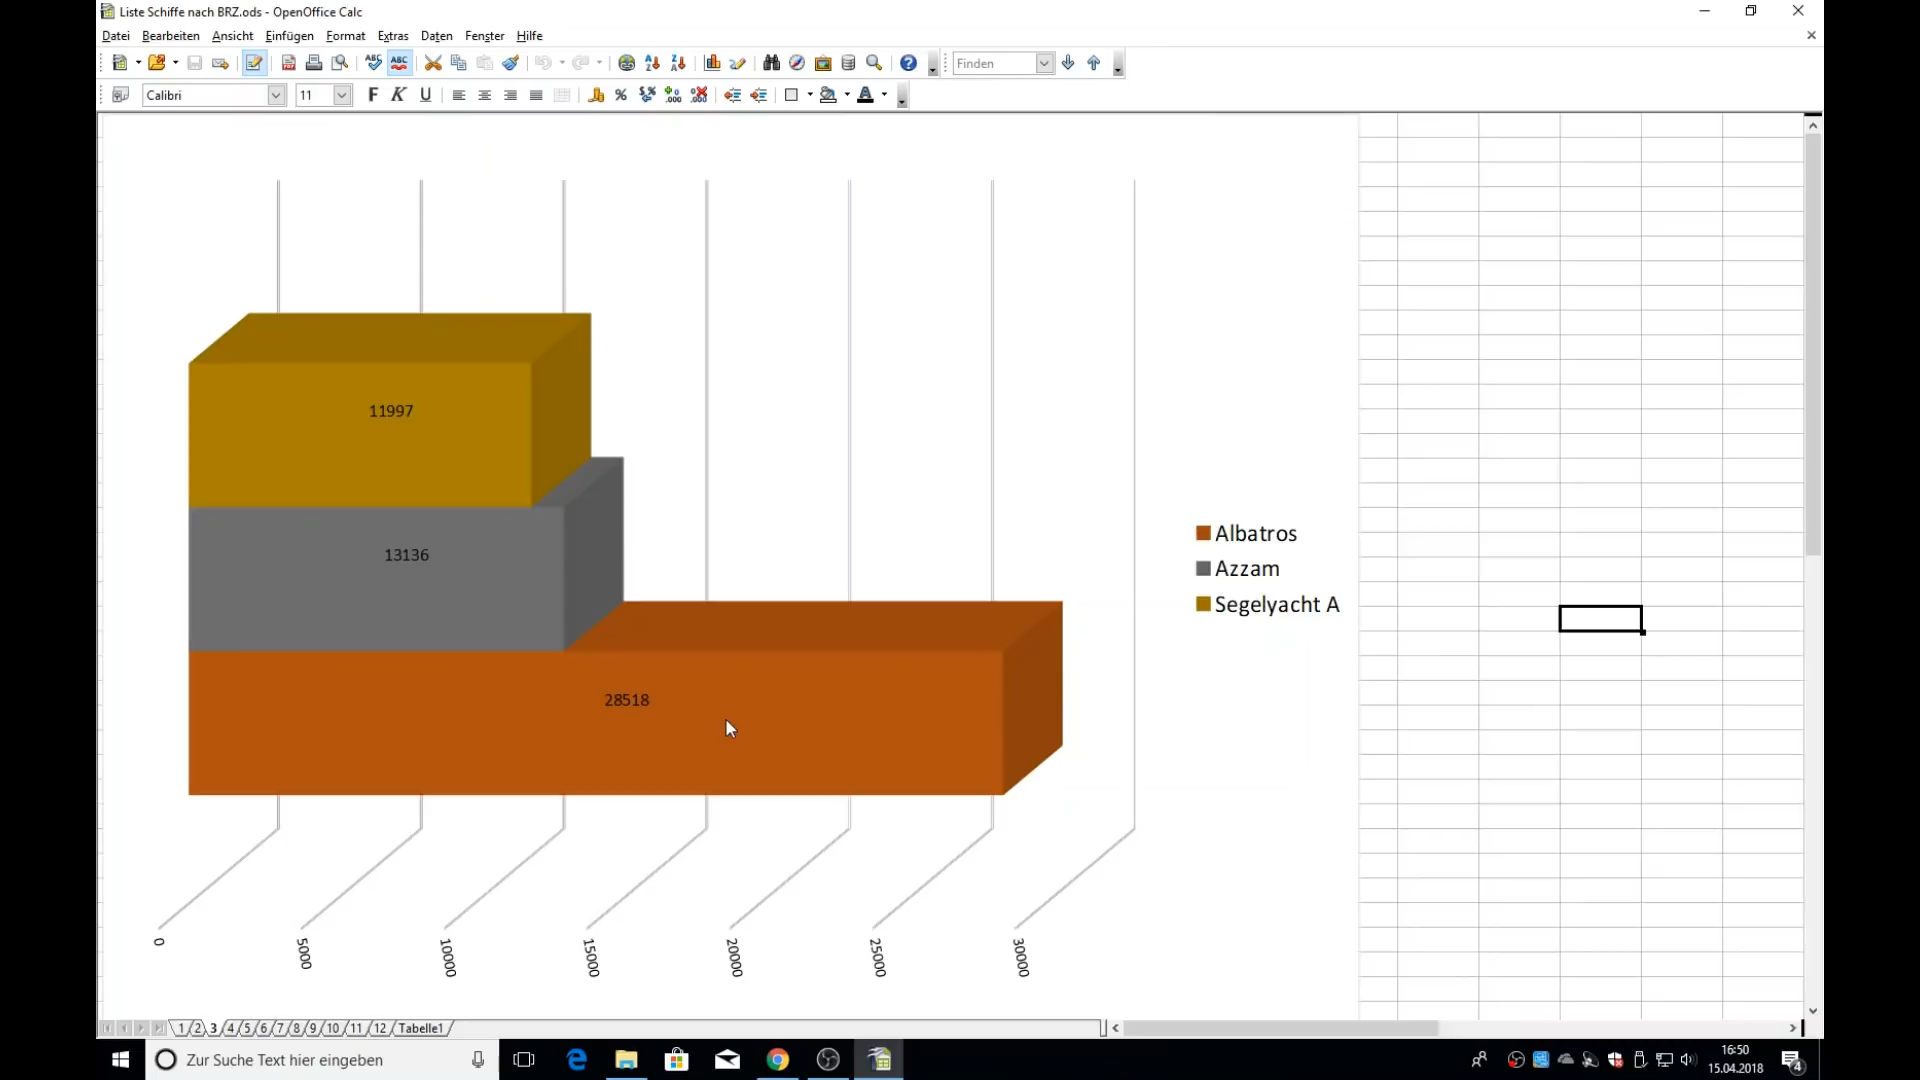 Liste Schiffe nach BRZ.ods - OpenOffice Calc
Datei Bearbeiten Ansicht Einfügen Format Extras Daten Fenster Hilfe
Finden
Calibri 11 F K U
11997
13136
28518
Albatros
Azzam
Segelyacht A
0 5000 10000 15000 20000 25000 30000
1 2 3 4 5 6 7 8 9 10 11 12 Tabelle1
Zur Suche Text hier eingeben
16:50
15.04.2018
4